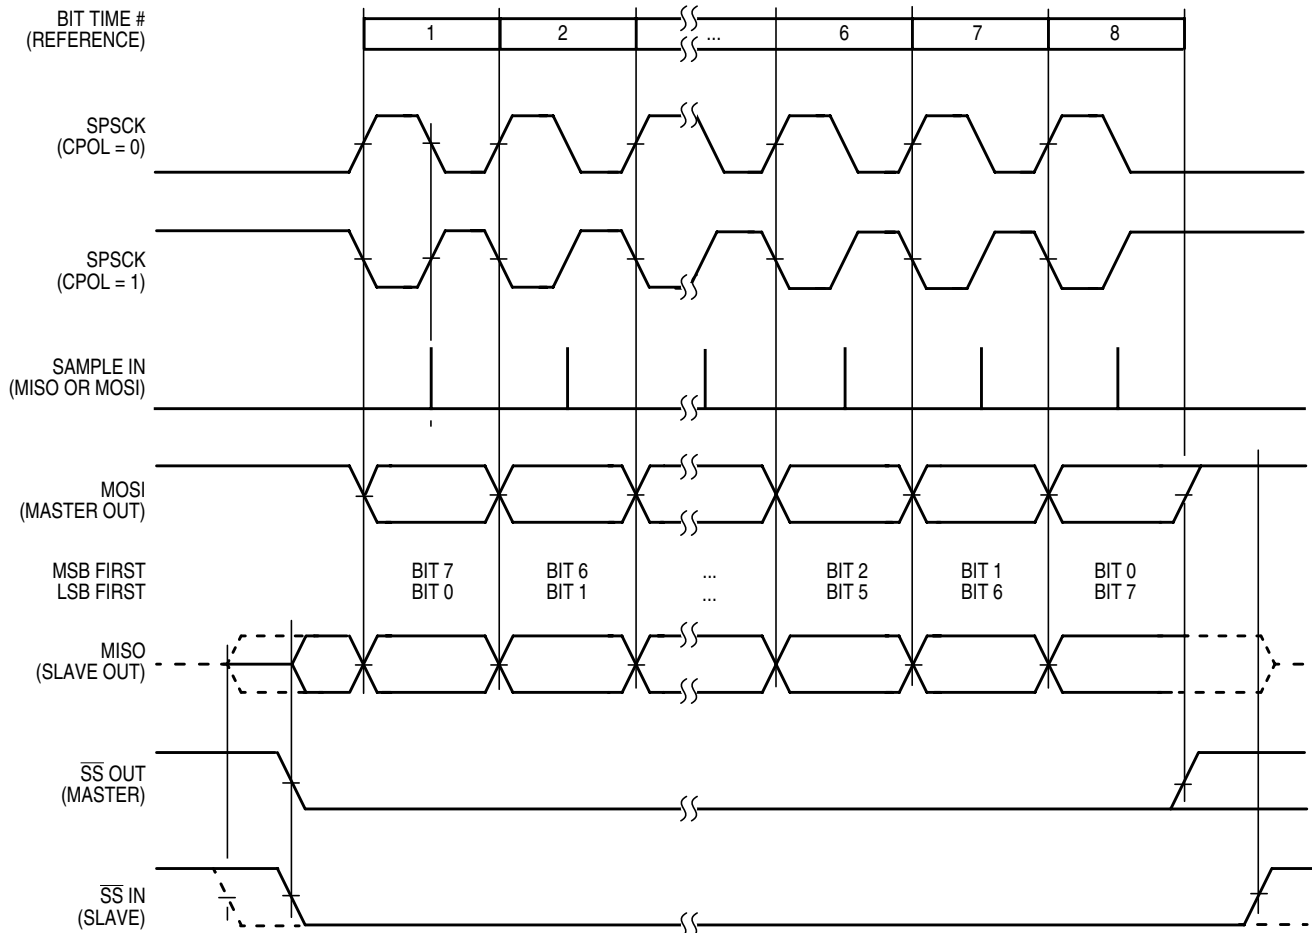 BIT TIME #
(REFERENCE)
1 2 ... 6 7 8
SPSCK
(CPOL = 0)
SPSCK
(CPOL = 1)
SAMPLE IN
(MISO OR MOSI)
MOSI
(MASTER OUT)
MSB FIRST BIT 7 BIT 6 ... BIT 2 BIT 1 BIT 0
LSB FIRST BIT 0 BIT 1 ... BIT 5 BIT 6 BIT 7
MISO
(SLAVE OUT)
S̅S̅ OUT
(MASTER)
S̅S̅ IN
(SLAVE)